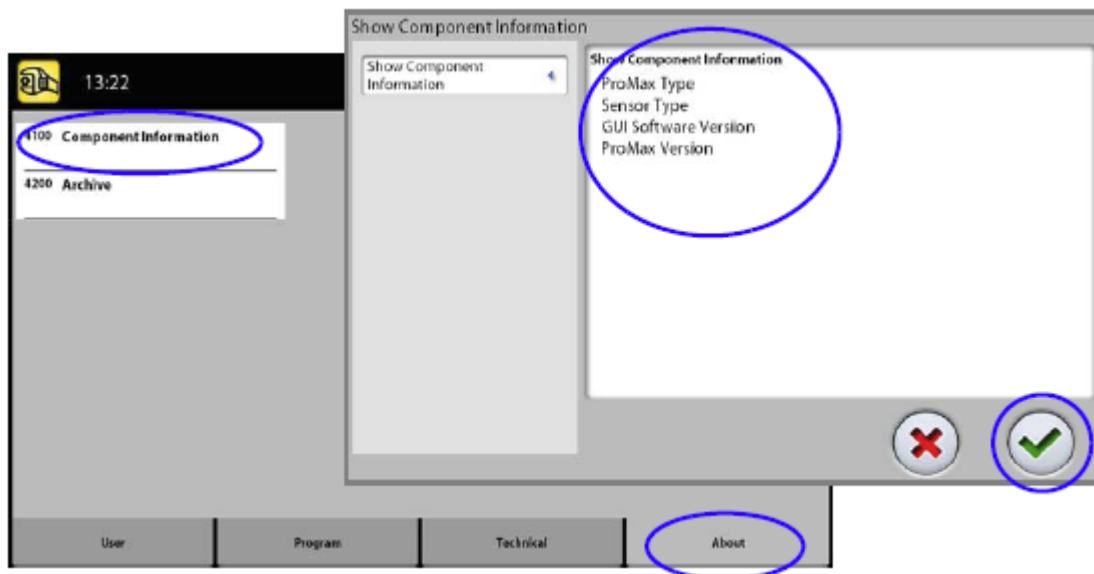 Show Component Information
13:22
4100 Component Information
4200 Archive
Show Component
Information
Show Component Information
ProMax Type
Sensor Type
GUI Software Version
ProMax Version
User
Program
Technical
About